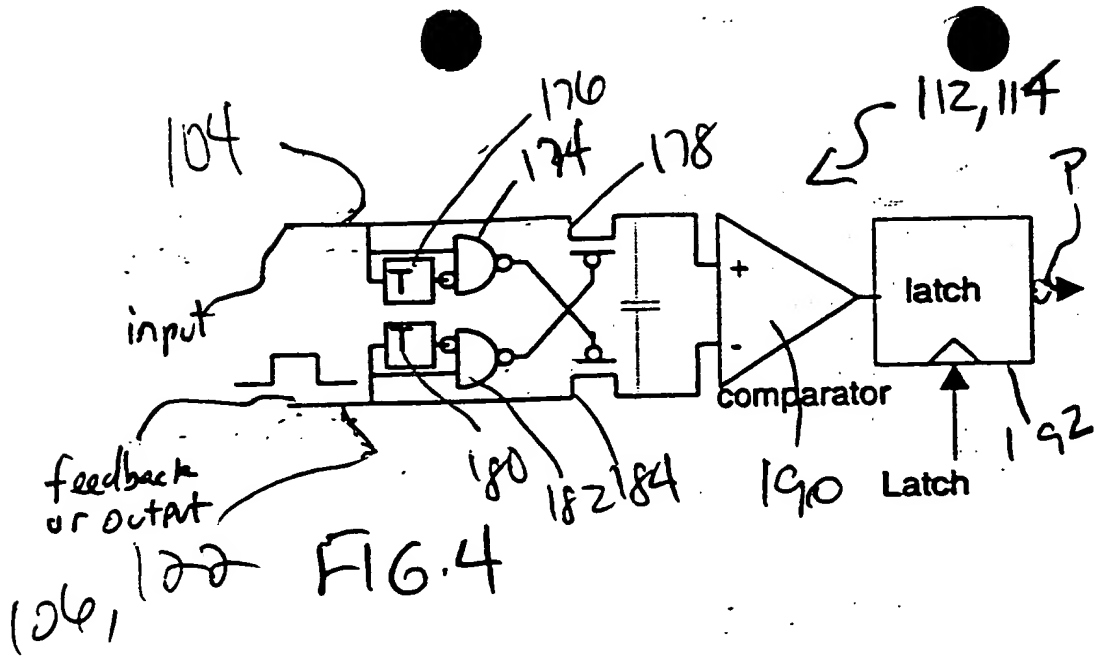 176
112, 114
104
174
178
P
T
+
latch
input
T
-
comparator
feedback
or output
180
182
184
190
Latch
192
106, 122
FIG. 4